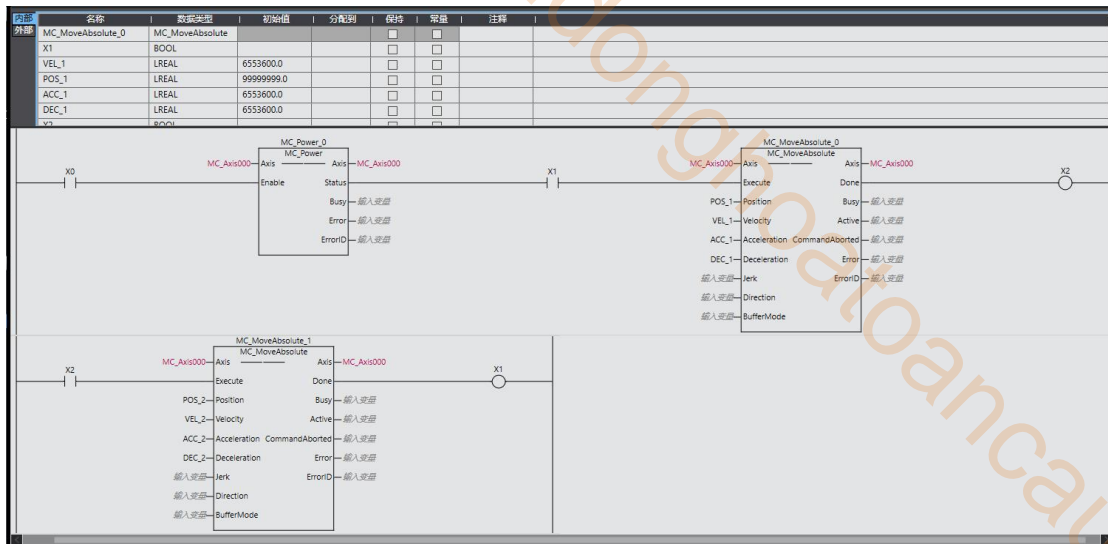 内部 名称 数据类型 初始值 分配到 保持 常量 注释
外部 MC_MoveAbsolute_0 MC_MoveAbsolute
X1 BOOL
VEL_1 LREAL 6553600.0
POS_1 LREAL 99999999.0
ACC_1 LREAL 6553600.0
DEC_1 LREAL 6553600.0
X2 BOOL
MC_Power_0
MC_Power
MC_Axis000 Axis Axis MC_Axis000
X0
Enable Status
Busy 输入变量
Error 输入变量
ErrorID 输入变量
MC_MoveAbsolute_0
MC_MoveAbsolute
MC_Axis000 Axis Axis MC_Axis000
X1
X2
Execute Done
POS_1 Position Busy 输入变量
VEL_1 Velocity Active 输入变量
ACC_1 Acceleration CommandAborted 输入变量
DEC_1 Deceleration Error 输入变量
输入变量 Jerk ErrorID 输入变量
输入变量 Direction
输入变量 BufferMode
MC_MoveAbsolute_1
MC_MoveAbsolute
MC_Axis000 Axis Axis MC_Axis000
X2
X1
Execute Done
POS_2 Position Busy 输入变量
VEL_2 Velocity Active 输入变量
ACC_2 Acceleration CommandAborted 输入变量
DEC_2 Deceleration Error 输入变量
输入变量 Jerk ErrorID 输入变量
输入变量 Direction
输入变量 BufferMode